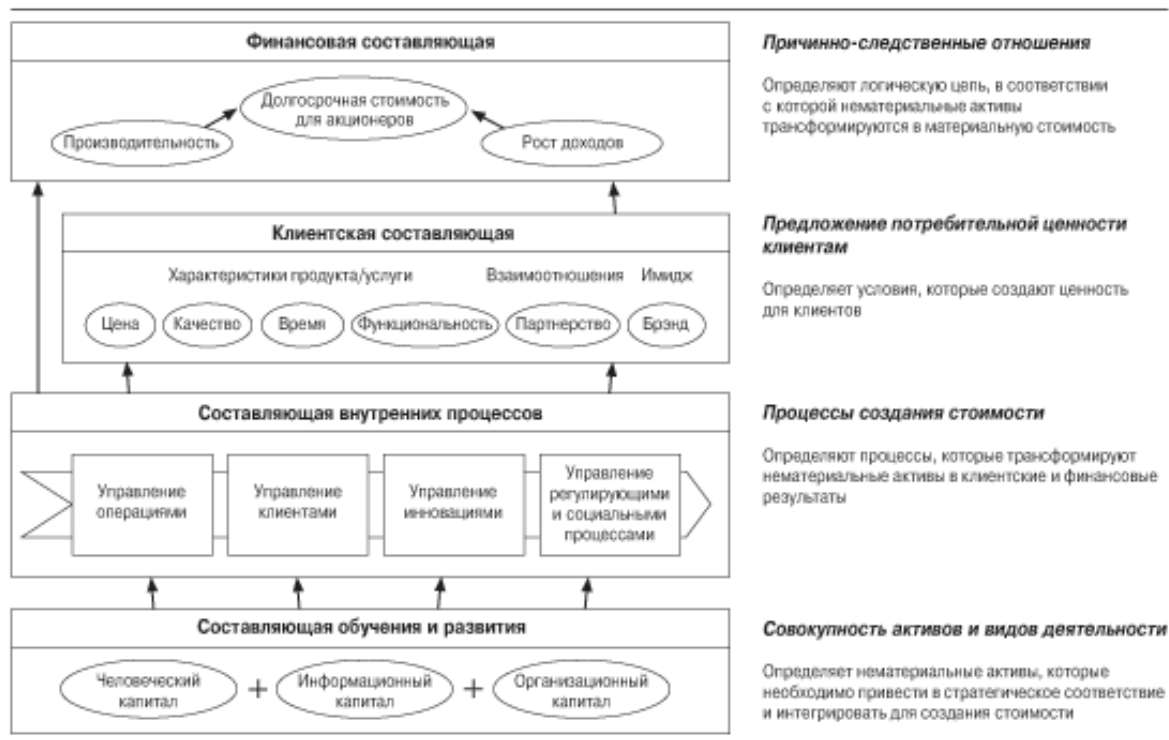 Финансовая составляющая
Долгосрочная стоимость
для акционеров
Производительность
Рост доходов
Причинно-следственные отношения
Определяют логическую цепь, в соответствии
с которой нематериальные активы
трансформируются в материальную стоимость
Клиентская составляющая
Характеристики продукта/услуги
Взаимоотношения
Имидж
Цена
Качество
Время
Функциональность
Партнерство
Брэнд
Предложение потребительной ценности
клиентам
Определяет условия, которые создают ценность
для клиентов
Составляющая внутренних процессов
Управление
операциями
Управление
клиентами
Управление
инновациями
Управление
регулирующими
и социальными
процессами
Процессы создания стоимости
Определяют процессы, которые трансформируют
нематериальные активы в клиентские и финансовые
результаты
Составляющая обучения и развития
Человеческий
капитал
+
Информационный
капитал
+
Организационный
капитал
Совокупность активов и видов деятельности
Определяет нематериальные активы, которые
необходимо привести в стратегическое соответствие
и интегрировать для создания стоимости